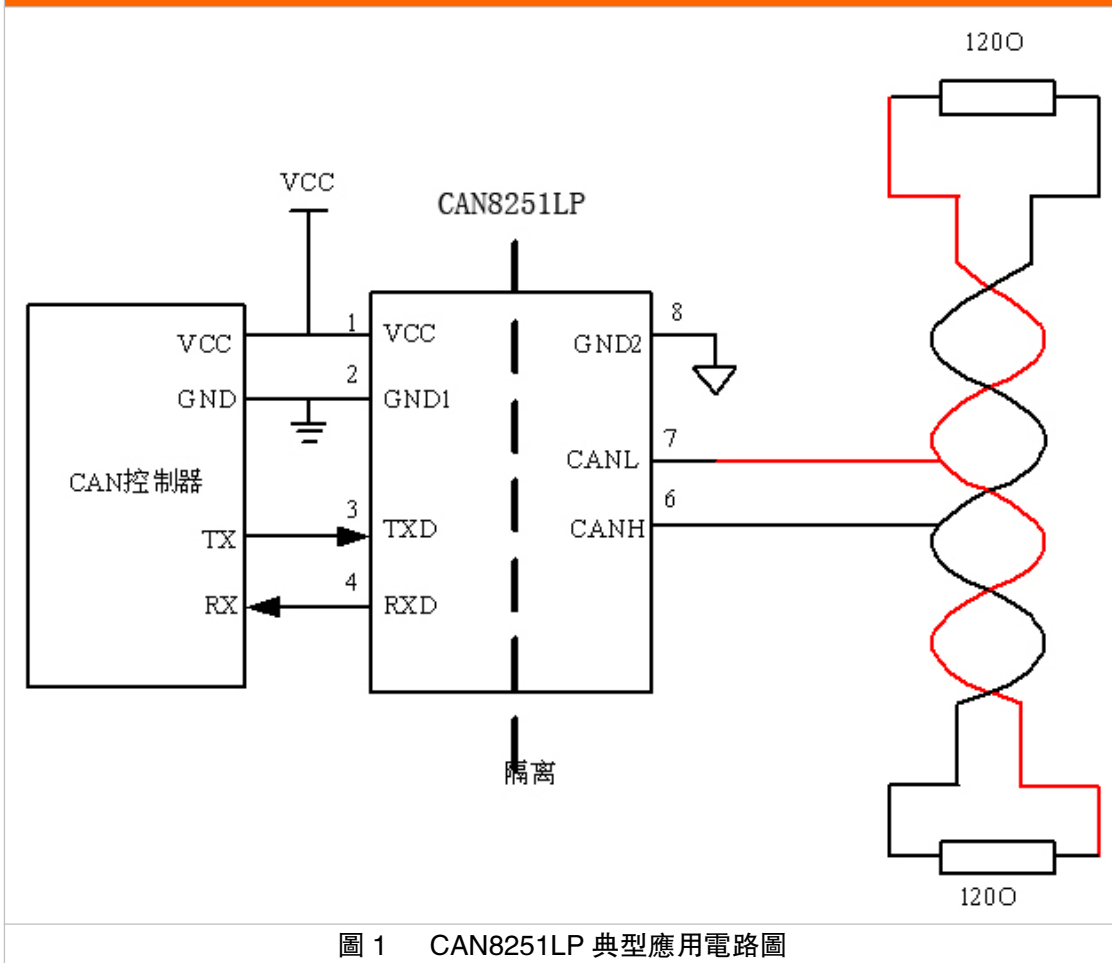 120O
VCC
CAN8251LP
VCC
GND
CAN控制器
TX
RX
1
2
3
4
VCC
GND1
TXD
RXD
GND2
CANL
CANH
8
7
6
隔离
120O
圖 1 CAN8251LP 典型應用電路圖